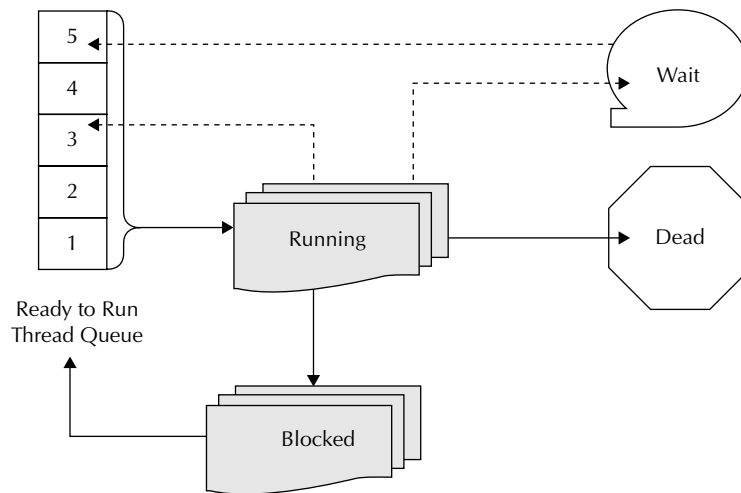 5
4
3
2
1
Ready to Run
Thread Queue
Running
Blocked
Wait
Dead